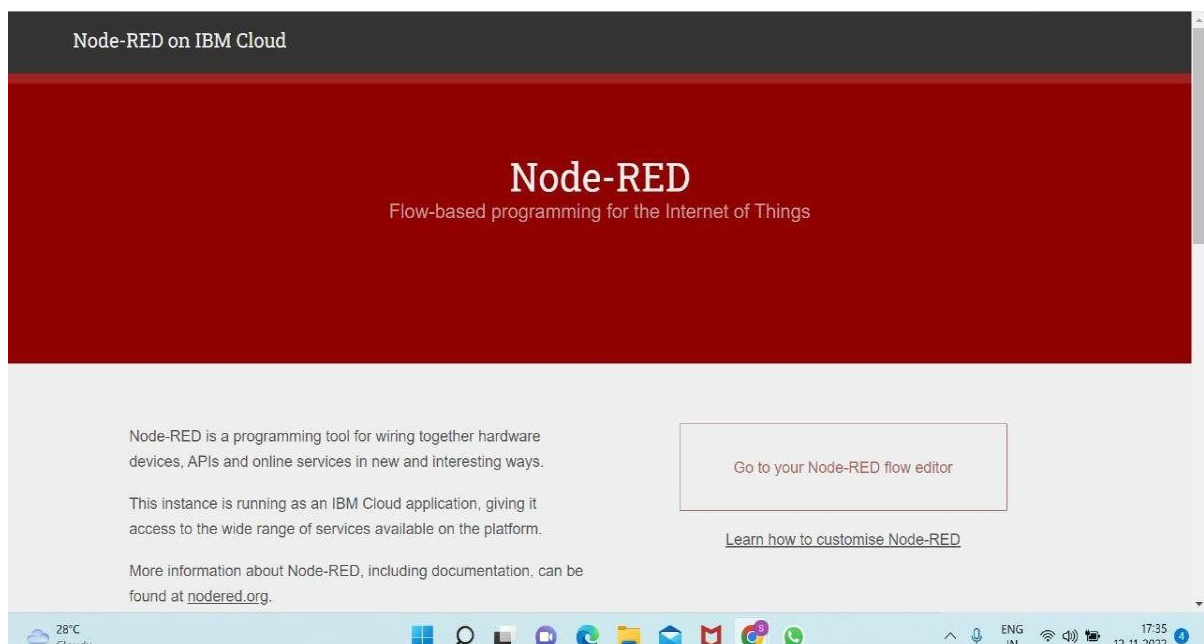 Node-RED on IBM Cloud
Node-RED
Flow-based programming for the Internet of Things
Node-RED is a programming tool for wiring together hardware
devices, APIs and online services in new and interesting ways.
This instance is running as an IBM Cloud application, giving it
access to the wide range of services available on the platform.
More information about Node-RED, including documentation, can be
found at nodered.org.
Go to your Node-RED flow editor
Learn how to customise Node-RED
28°C
Cloudy
S
ENG
IN
17:35
4